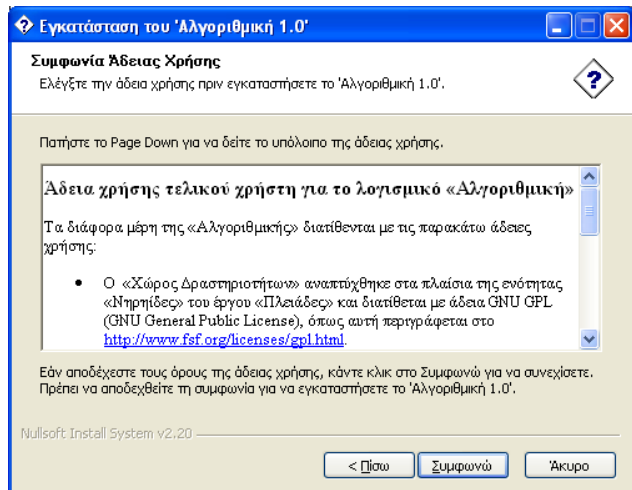 Εγκατάσταση του 'Αλγοριθμική 1.0'
Συμφωνία Άδειας Χρήσης
Ελέγξτε την άδεια χρήσης πριν εγκαταστήσετε το 'Αλγοριθμική 1.0'.
Πατήστε το Page Down για να δείτε το υπόλοιπο της άδειας χρήσης.
Άδεια χρήσης τελικού χρήστη για το λογισμικό «Αλγοριθμική»
Τα διάφορα μέρη της «Αλγοριθμικής» διατίθενται με τις παρακάτω άδειες
χρήσης:
• Ο «Χώρος Δραστηριοτήτων» αναπτύχθηκε στα πλαίσια της ενότητας
«Νηρηίδες» του έργου «Πλειάδες» και διατίθεται με άδεια GNU GPL
(GNU General Public License), όπως αυτή περιγράφεται στο
http://www.fsf.org/licenses/gpl.html.
Εάν αποδέχεστε τους όρους της άδειας χρήσης, κάντε κλικ στο Συμφωνώ για να συνεχίσετε.
Πρέπει να αποδεχθείτε τη συμφωνία για να εγκαταστήσετε το 'Αλγοριθμική 1.0'.
Nullsoft Install System v2.20
< Πίσω Συμφωνώ Άκυρο